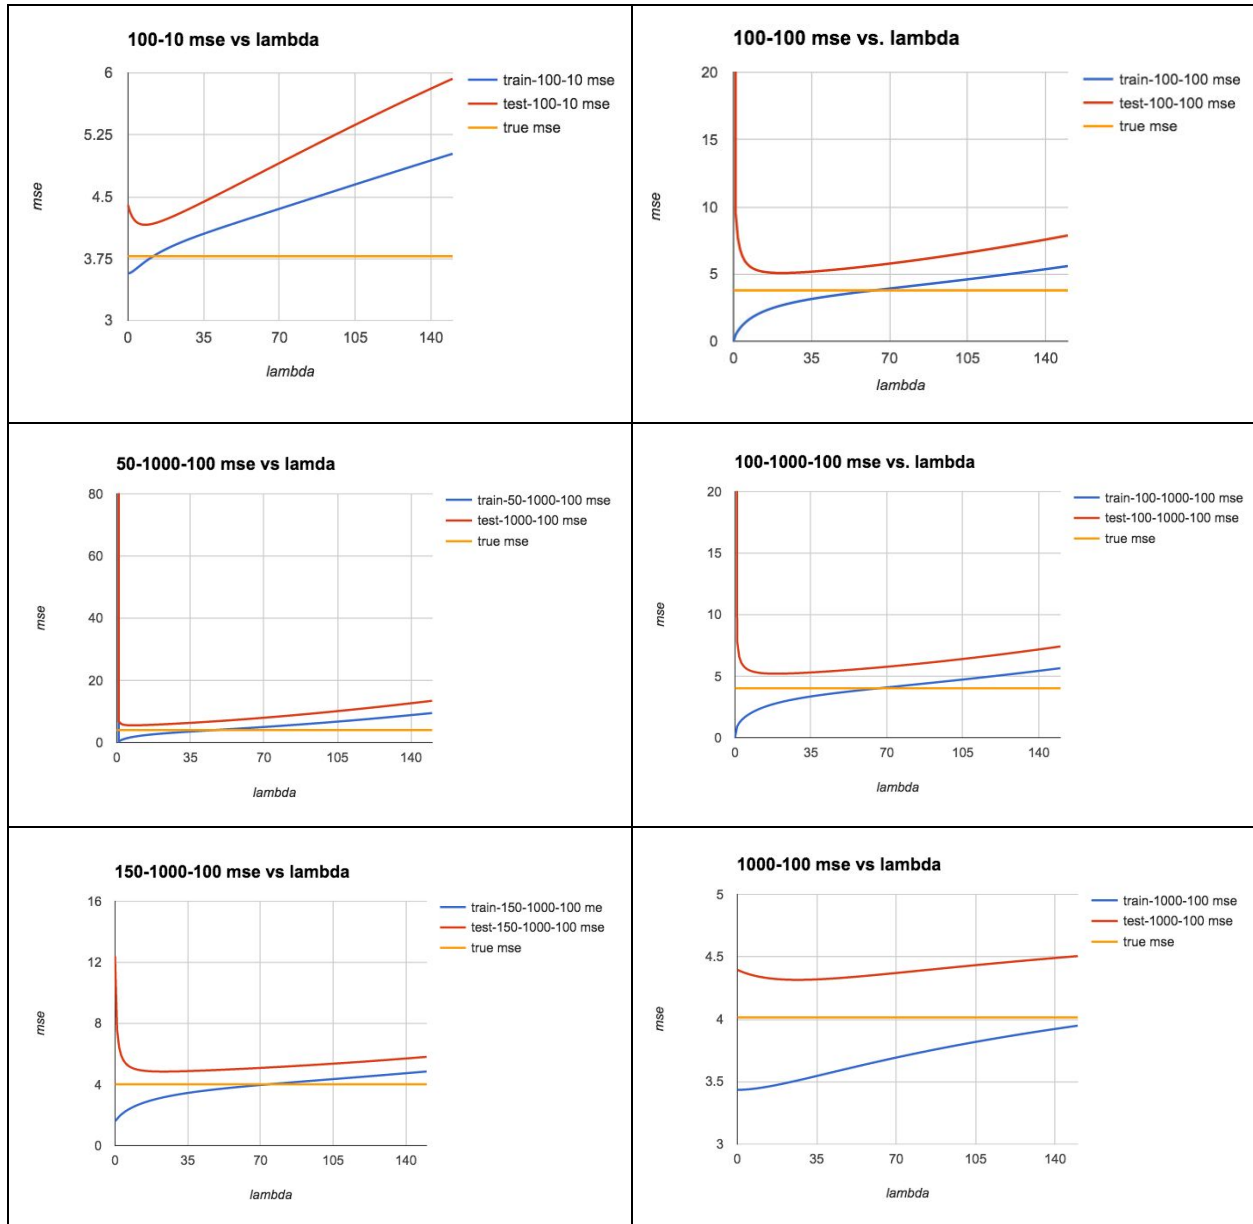 100-10 mse vs lambda
6
5.25
4.5
3.75
3
mse
0 35 70 105 140
lambda
train-100-10 mse
test-100-10 mse
true mse
100-100 mse vs. lambda
20
15
10
5
0
mse
0 35 70 105 140
lambda
train-100-100 mse
test-100-100 mse
true mse
50-1000-100 mse vs lamda
80
60
40
20
0
mse
0 35 70 105 140
lambda
train-50-1000-100 mse
test-1000-100 mse
true mse
100-1000-100 mse vs. lambda
20
15
10
5
0
mse
0 35 70 105 140
lambda
train-100-1000-100 mse
test-100-1000-100 mse
true mse
150-1000-100 mse vs lambda
16
12
8
4
0
mse
0 35 70 105 140
lambda
train-150-1000-100 me
test-150-1000-100 mse
true mse
1000-100 mse vs lambda
5
4.5
4
3.5
3
mse
0 35 70 105 140
lambda
train-1000-100 mse
test-1000-100 mse
true mse